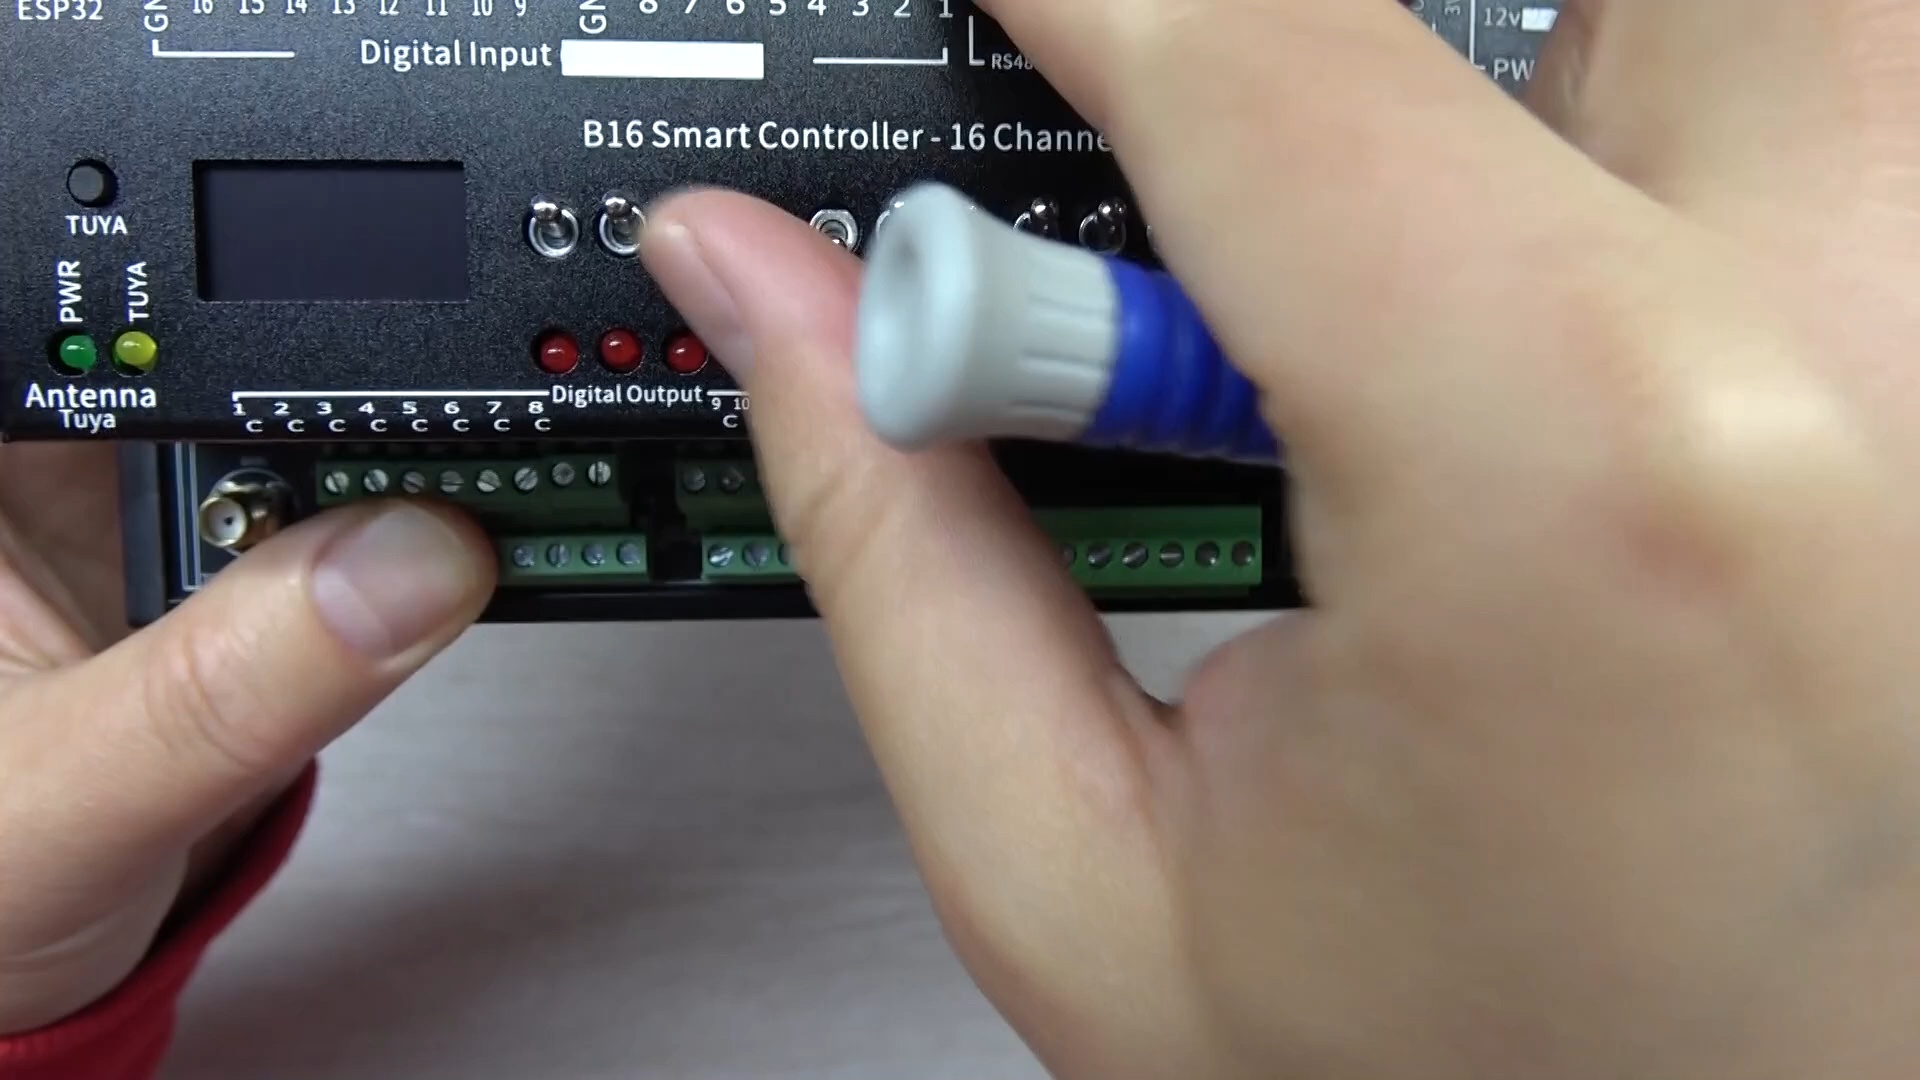 ESP32
16 15 14 13 12 11 10 9
8 7 6 5 4 3 2 1
12v
Digital Input
RS48
PW
B16 Smart Controller - 16 Channe
TUYA
PWR
TUYA
Antenna
Tuya
Digital Output
1 2 3 4 5 6 7 8
9 10
C C C C C C C C
C